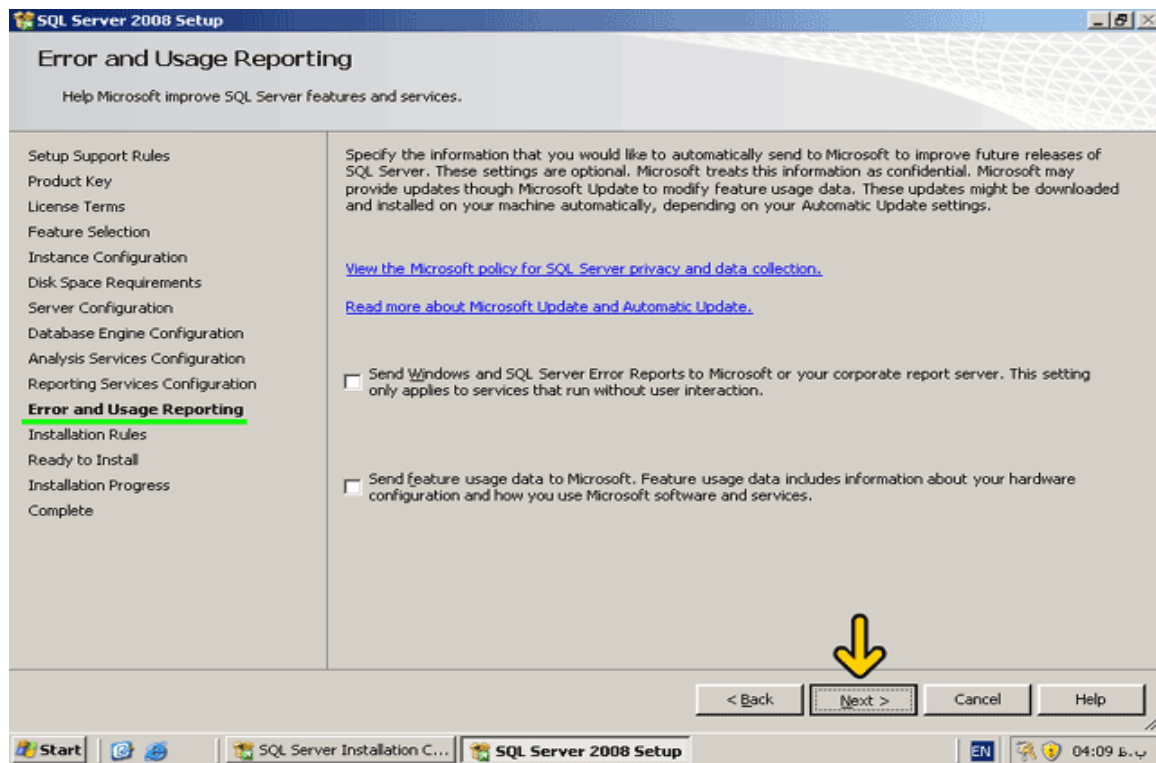 SQL Server 2008 Setup
Error and Usage Reporting
Help Microsoft improve SQL Server features and services.
Setup Support Rules
Product Key
License Terms
Feature Selection
Instance Configuration
Disk Space Requirements
Server Configuration
Database Engine Configuration
Analysis Services Configuration
Reporting Services Configuration
Error and Usage Reporting
Installation Rules
Ready to Install
Installation Progress
Complete
Specify the information that you would like to automatically send to Microsoft to improve future releases of
SQL Server. These settings are optional. Microsoft treats this information as confidential. Microsoft may
provide updates though Microsoft Update to modify feature usage data. These updates might be downloaded
and installed on your machine automatically, depending on your Automatic Update settings.
View the Microsoft policy for SQL Server privacy and data collection.
Read more about Microsoft Update and Automatic Update.
Send Windows and SQL Server Error Reports to Microsoft or your corporate report server. This setting
only applies to services that run without user interaction.
Send feature usage data to Microsoft. Feature usage data includes information about your hardware
configuration and how you use Microsoft software and services.
< Back
Next >
Cancel
Help
Start
SQL Server Installation C...
SQL Server 2008 Setup
EN
04:09 ب.ظ